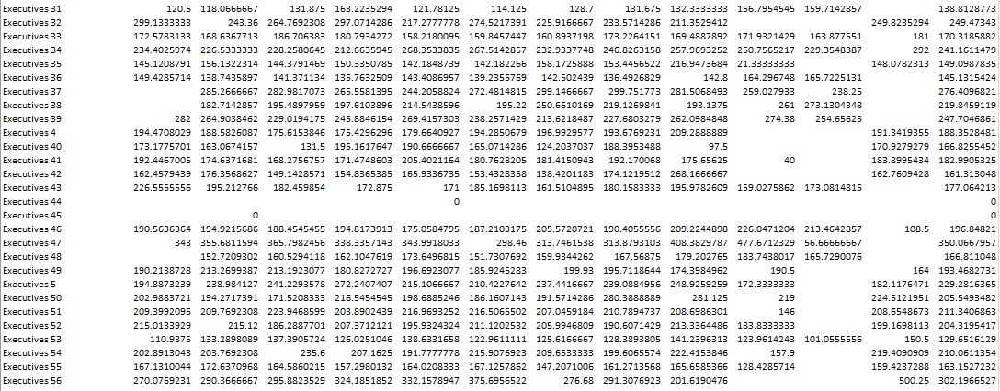 Executives 31 120.5 118.0666667 131.875 163.2235294 121.78125 114.125 128.7 131.675 132.3333333 156.7954545 159.7142857 138.8128773
Executives 32 299.1333333 243.36 264.7692308 297.0714286 217.2777778 274.5217391 225.9166667 233.5714286 211.3529412 249.8235294 249.47343
Executives 33 172.5783133 168.6367713 186.706383 180.7934272 158.2180095 159.8457447 160.8937198 173.2264151 169.4887892 171.9321429 163.877551 181 170.3185882
Executives 34 234.4025974 226.5333333 228.2580645 212.6635945 268.3533835 267.5142857 232.9337748 246.8263158 257.9693252 250.7565217 229.3548387 292 241.1611479
Executives 35 145.1208791 156.1322314 144.3791469 150.3350785 142.1848739 142.182266 158.1725888 153.4456522 216.9473684 21.33333333 148.0782313 149.0987835
Executives 36 149.4285714 138.7435897 141.371134 135.7632509 143.4086957 139.2355769 142.502439 136.4926829 142.8 164.296748 165.7225131 145.1315424
Executives 37 285.2666667 282.9817073 265.5581395 244.2058824 272.4814815 299.1466667 299.751773 281.5068493 259.027933 238.25 276.4096821
Executives 38 182.7142857 195.4897959 197.6103896 214.5438596 195.22 250.6610169 219.1269841 193.1375 261 273.1304348 219.8459119
Executives 39 282 264.9038462 229.0194175 245.8846154 269.4157303 238.2571429 213.6218487 227.6803279 262.0984848 274.38 254.65625 247.7046861
Executives 4 194.4708029 188.5826087 175.6153846 175.4296296 179.6640927 194.2850679 196.9929577 193.6769231 209.2888889 191.3419355 188.3528481
Executives 40 173.1775701 163.0674157 131.5 195.1617647 190.6666667 165.0714286 124.2037037 188.3953488 97.5 170.9279279 166.8255452
Executives 41 192.4467005 174.6371681 168.2756757 171.4748603 205.4021164 180.7628205 181.4150943 192.170068 175.65625 40 183.8995434 182.9905325
Executives 42 162.4579439 176.3568627 149.1428571 154.8365385 165.9336735 153.4328358 138.4201183 174.1219512 268.1666667 162.7609428 161.313048
Executives 43 226.5555556 195.212766 182.459854 172.875 171 185.1698113 161.5104895 180.1583333 195.9782609 159.0275862 173.0814815 177.064213
Executives 44 0 0
Executives 45 0 0
Executives 46 190.5636364 194.9215686 188.4545455 194.8173913 175.0584795 187.2103175 205.5720721 190.4055556 209.2244898 226.0471204 213.4642857 108.5 196.84821
Executives 47 343 355.6811594 365.7982456 338.3357143 343.9918033 298.46 313.7461538 313.8793103 408.3829787 477.6712329 56.66666667 350.0667957
Executives 48 152.7209302 160.5294118 162.1047619 173.6496815 151.7307692 159.9344262 167.56875 179.202765 183.7438017 165.7290076 166.811048
Executives 49 190.2138728 213.2699387 213.1923077 180.8272727 196.6923077 185.9245283 199.93 195.7118644 174.3984962 190.5 164 193.4682731
Executives 5 194.8873239 238.984127 241.2293578 272.2407407 215.1066667 210.4227642 237.4416667 239.0884956 248.9259259 172.3333333 182.1176471 229.2816365
Executives 50 202.9883721 194.2717391 171.5208333 216.5454545 198.6885246 186.1607143 191.5714286 280.3888889 281.125 219 224.5121951 205.5493482
Executives 51 209.3992095 209.7692308 223.9468599 203.8902439 216.9693252 216.5065502 207.0459184 210.7894737 208.6986301 146 208.6548673 211.3406863
Executives 52 215.0133929 215.12 186.2887701 207.3712121 195.9324324 211.1202532 205.9946809 190.6071429 213.3364486 183.8333333 199.1698113 204.3195417
Executives 53 110.9375 133.2898089 137.3905724 126.0251046 138.6331658 122.9611111 125.6166667 128.3893805 141.2396313 123.9614243 101.0555556 150.5 129.6516129
Executives 54 202.8913043 203.7692308 235.6 207.1625 191.7777778 215.9076923 209.6533333 199.6065574 222.4153846 157.9 219.4090909 210.0611354
Executives 55 167.1310044 172.6370968 164.5860215 157.2980132 164.0208333 167.1257862 147.2071006 161.2713568 165.6585366 128.4285714 159.4237288 163.1527232
Executives 56 270.0769231 290.3666667 295.8823529 324.1851852 332.1578947 375.6956522 276.68 291.3076923 201.6190476 500.25 302.1966527